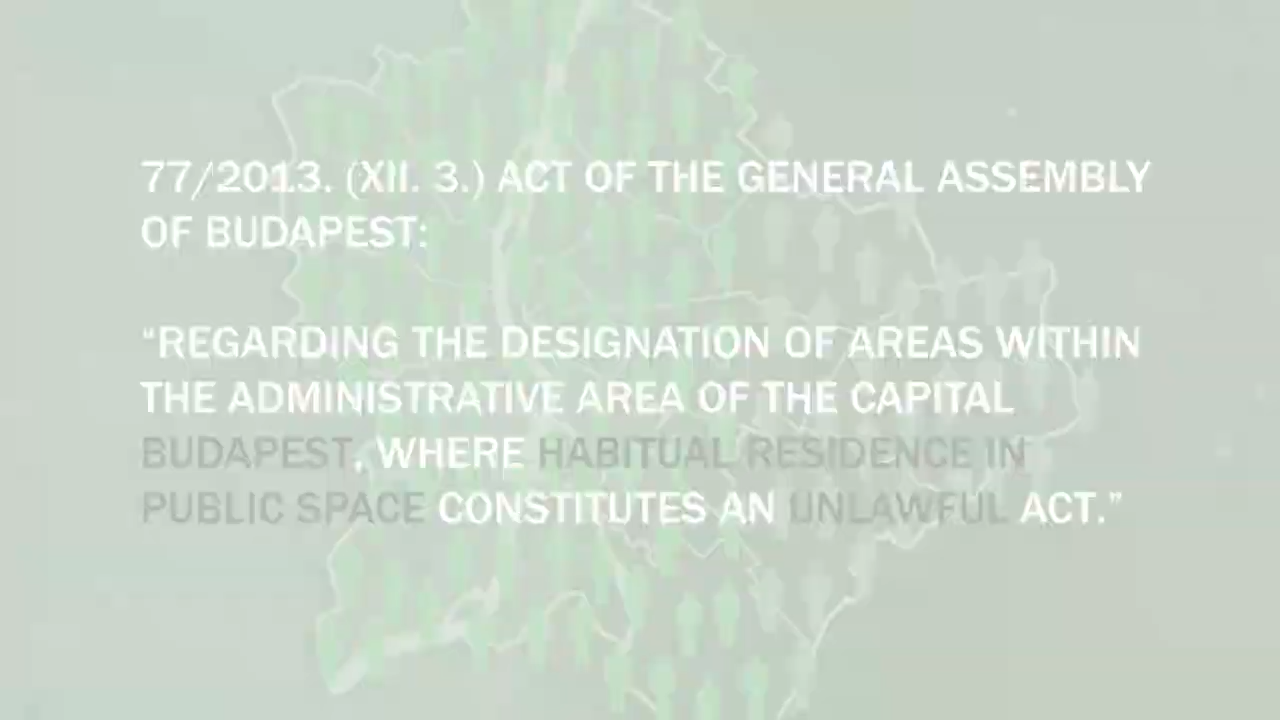 77/2013. (XII. 3.) ACT OF THE GENERAL ASSEMBLY
OF BUDAPEST:
“REGARDING THE DESIGNATION OF AREAS WITHIN
THE ADMINISTRATIVE AREA OF THE CAPITAL
BUDAPEST, WHERE HABITUAL RESIDENCE IN
PUBLIC SPACE CONSTITUTES AN UNLAWFUL ACT.”